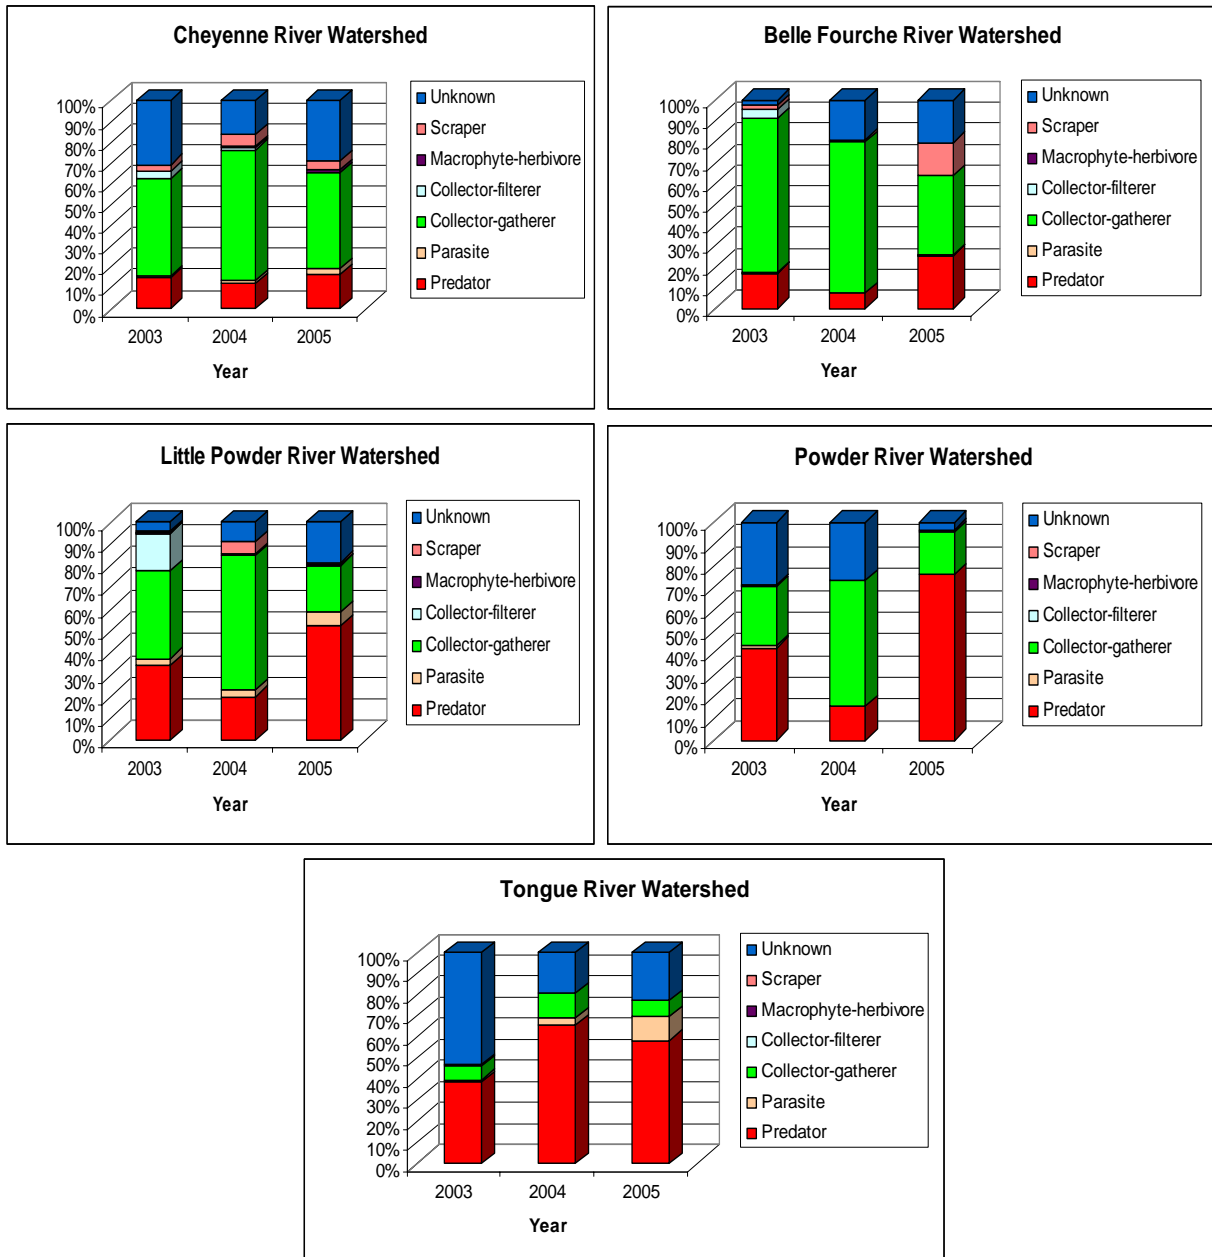 Cheyenne River Watershed
100%
90%
80%
70%
60%
50%
40%
30%
20%
10%
0%
2003
2004
2005
Year
Unknown
Scraper
Macrophyte-herbivore
Collector-filterer
Collector-gatherer
Parasite
Predator
Belle Fourche River Watershed
100%
90%
80%
70%
60%
50%
40%
30%
20%
10%
0%
2003
2004
2005
Year
Unknown
Scraper
Macrophyte-herbivore
Collector-filterer
Collector-gatherer
Parasite
Predator
Little Powder River Watershed
100%
90%
80%
70%
60%
50%
40%
30%
20%
10%
0%
2003
2004
2005
Year
Unknown
Scraper
Macrophyte-herbivore
Collector-filterer
Collector-gatherer
Parasite
Predator
Powder River Watershed
100%
90%
80%
70%
60%
50%
40%
30%
20%
10%
0%
2003
2004
2005
Year
Unknown
Scraper
Macrophyte-herbivore
Collector-filterer
Collector-gatherer
Parasite
Predator
Tongue River Watershed
100%
90%
80%
70%
60%
50%
40%
30%
20%
10%
0%
2003
2004
2005
Year
Unknown
Scraper
Macrophyte-herbivore
Collector-filterer
Collector-gatherer
Parasite
Predator